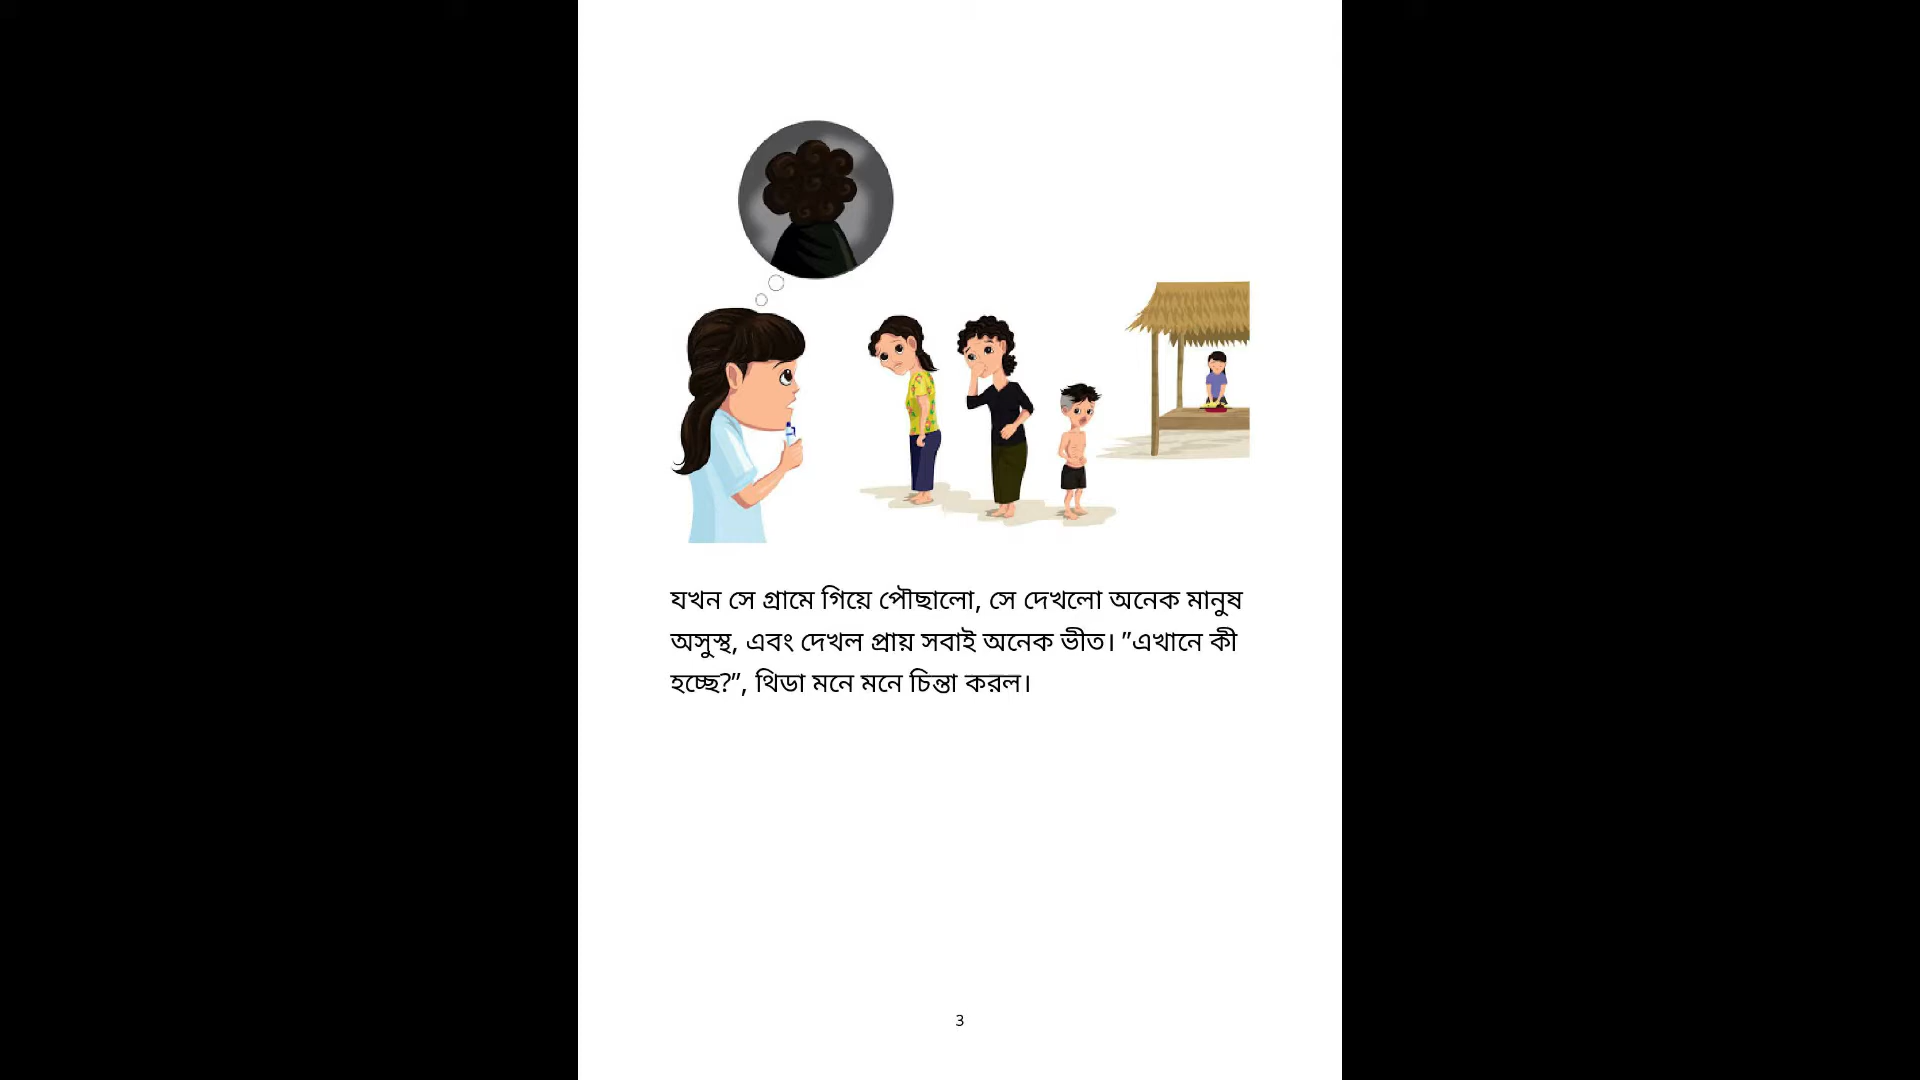 যখন সে গ্রামে গিয়ে পৌছালো, সে দেখলো অনেক মানুষ
অসুস্থ, এবং দেখল প্রায় সবাই অনেক ভীত। ”এখানে কী
হচ্ছে?”, থিডা মনে মনে চিন্তা করল।
3